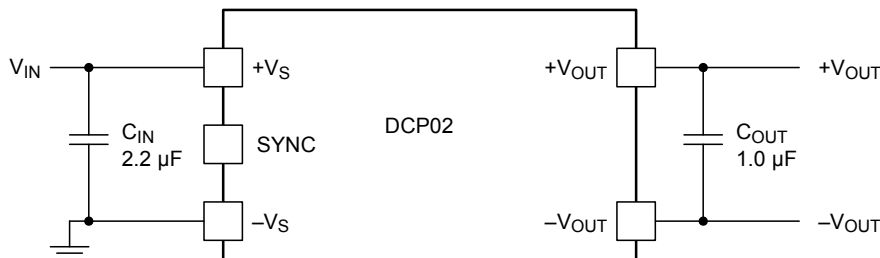 V_IN
+V_S
+V_OUT
+V_OUT
C_IN
2.2 µF
SYNC
DCP02
C_OUT
1.0 µF
–V_S
–V_OUT
–V_OUT